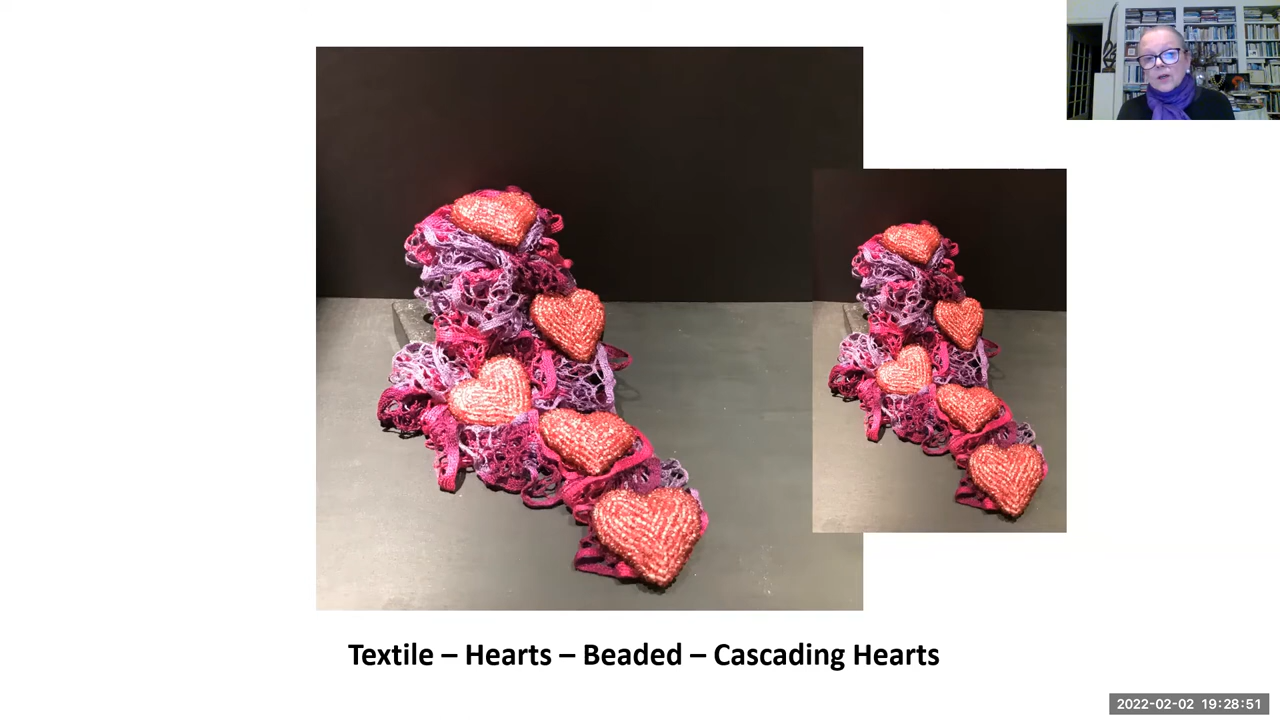 Textile – Hearts – Beaded – Cascading Hearts
2022-02-02 19:28:51